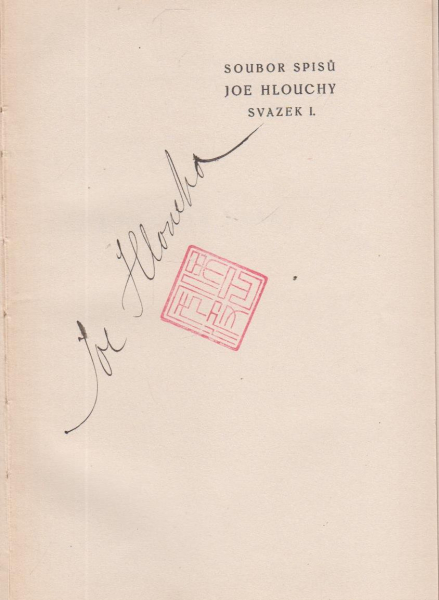 SOUBOR SPISŮ
JOE HLOUCHY
SVAZEK I.
Joe Hloucha